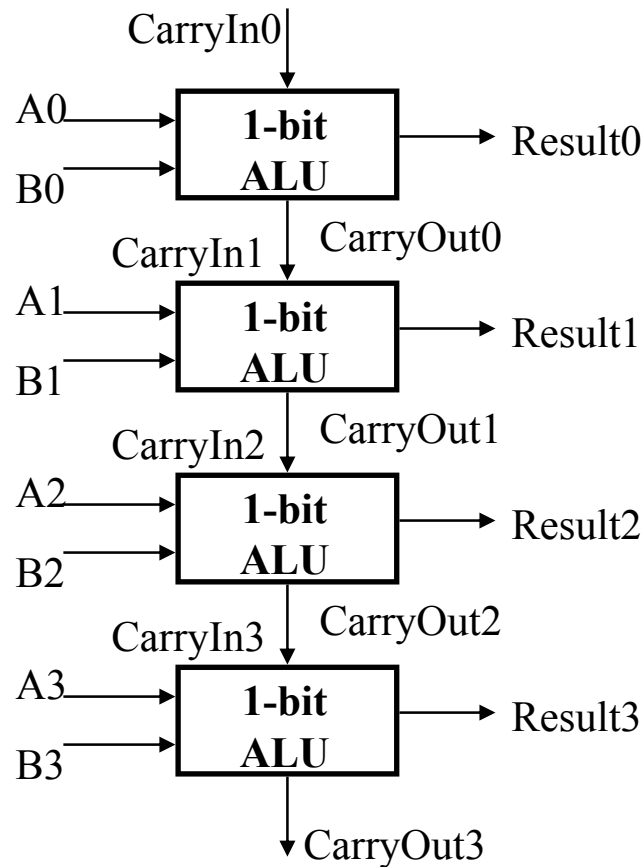 CarryIn0
A0
1-bit
ALU
Result0
B0
CarryOut0
CarryIn1
A1
1-bit
ALU
Result1
B1
CarryOut1
CarryIn2
A2
1-bit
ALU
Result2
B2
CarryOut2
CarryIn3
A3
1-bit
ALU
Result3
B3
CarryOut3